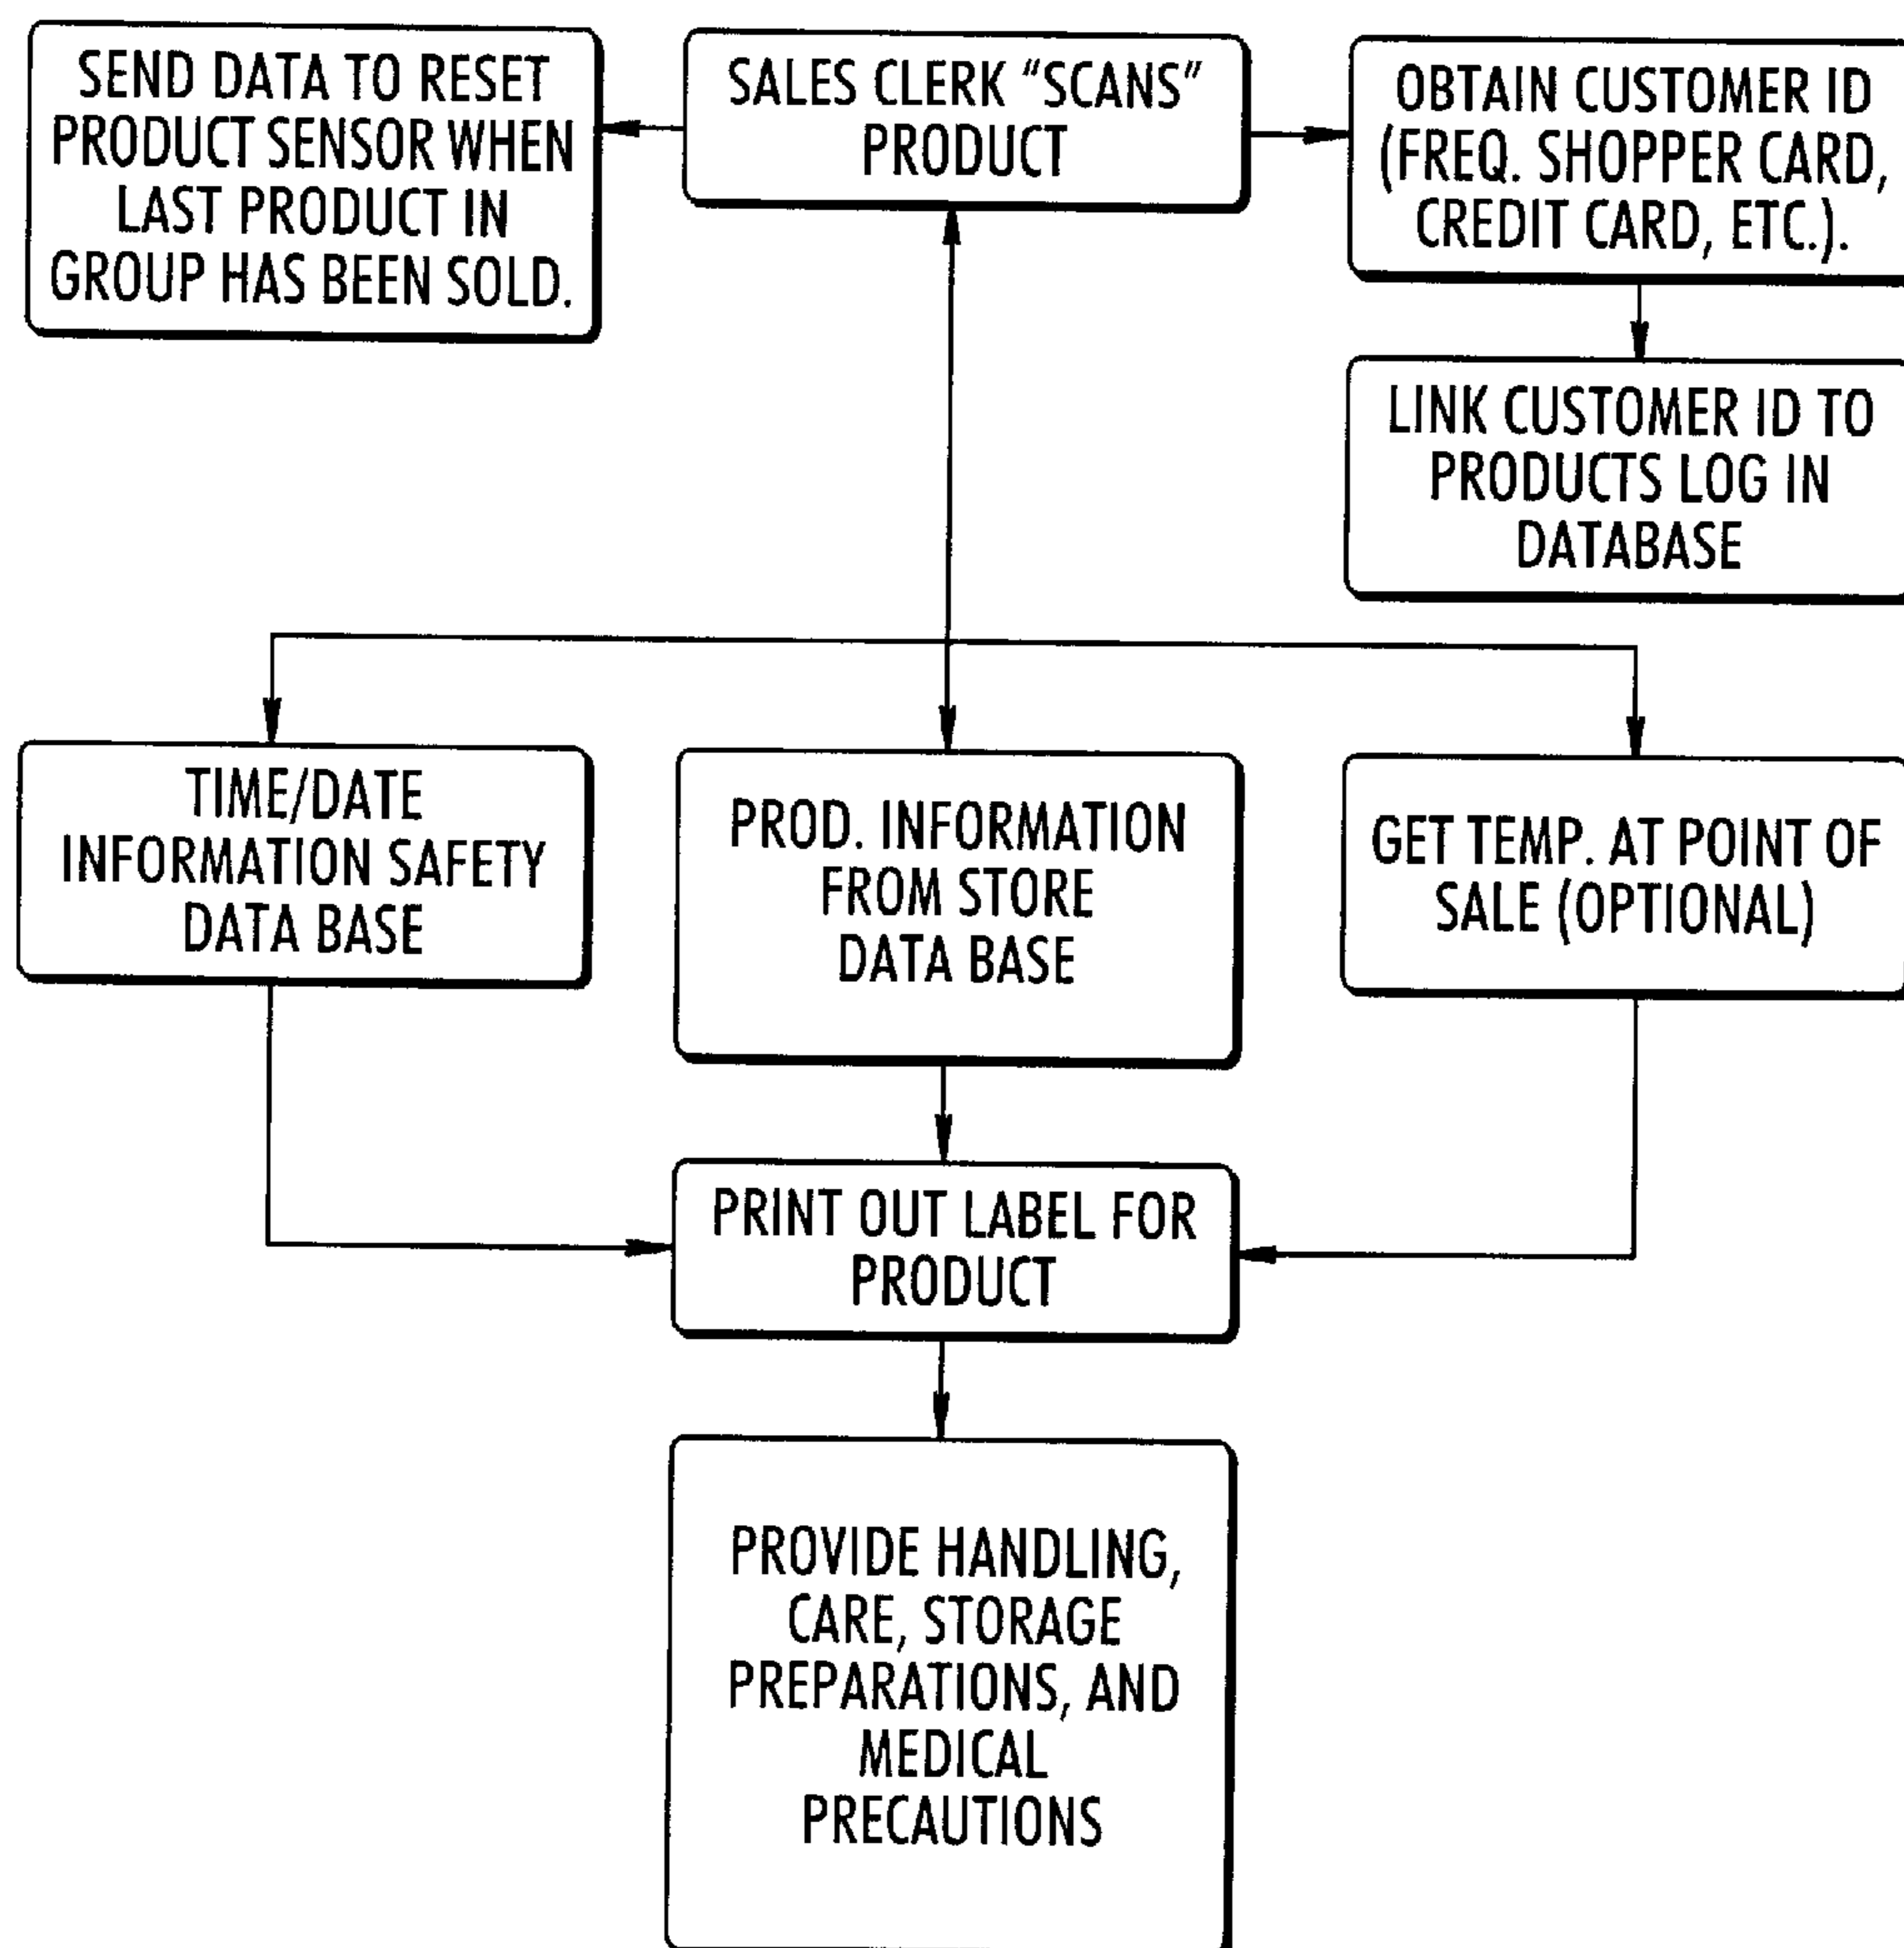 SEND DATA TO RESET
PRODUCT SENSOR WHEN
LAST PRODUCT IN
GROUP HAS BEEN SOLD.
SALES CLERK "SCANS"
PRODUCT
OBTAIN CUSTOMER ID
(FREQ. SHOPPER CARD,
CREDIT CARD, ETC.).
LINK CUSTOMER ID TO
PRODUCTS LOG IN
DATABASE
TIME/DATE
INFORMATION SAFETY
DATA BASE
PROD. INFORMATION
FROM STORE
DATA BASE
GET TEMP. AT POINT OF
SALE (OPTIONAL)
PRINT OUT LABEL FOR
PRODUCT
PROVIDE HANDLING,
CARE, STORAGE
PREPARATIONS, AND
MEDICAL
PRECAUTIONS